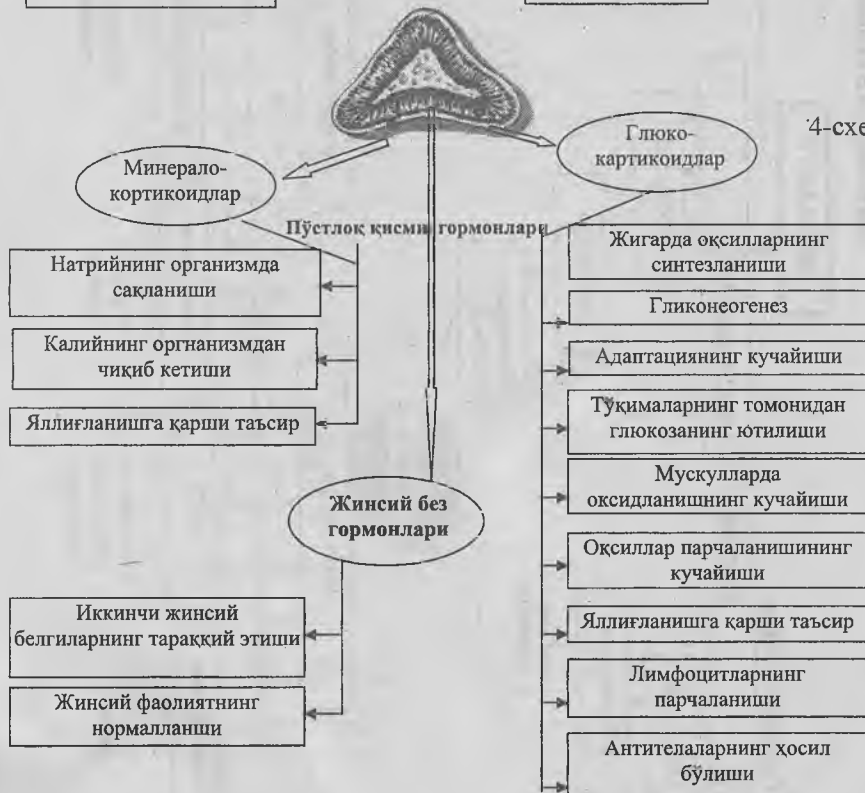 4-схе
Глюко-
картикоидлар
Минерало-
кортикоидлар
Пўстлоқ қисми гормонлари
Натрийнинг организмда
сақланиши
Калийнинг оргнанизмдан
чиқиб кетиши
Яллиғланишга қарши таъсир
Жинсий без
гормонлари
Иккинчи жинсий
белгиларнинг тараққий этиши
Жинсий фаолиятнинг
нормалланши
Жигарда оқсилларнинг
синтезланиши
Гликонеогенез
Адаптациянинг кучайиши
Тўқималарнинг томонидан
глюкозанинг ютилиши
Мускулларда
оксидланишнинг кучайиши
Оқсиллар парчаланишининг
кучайиши
Яллиғланишга қарши таъсир
Лимфоцитларнинг
парчаланиши
Антителаларнинг ҳосил
бўлиши